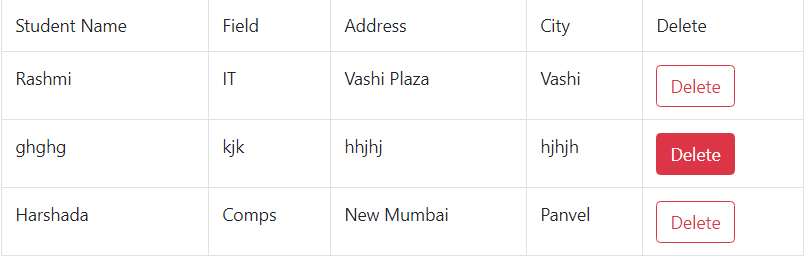 Student Name Field Address City Delete
Rashmi IT Vashi Plaza Vashi Delete
ghghg kjk hhjhj hjhjh Delete
Harshada Comps New Mumbai Panvel Delete